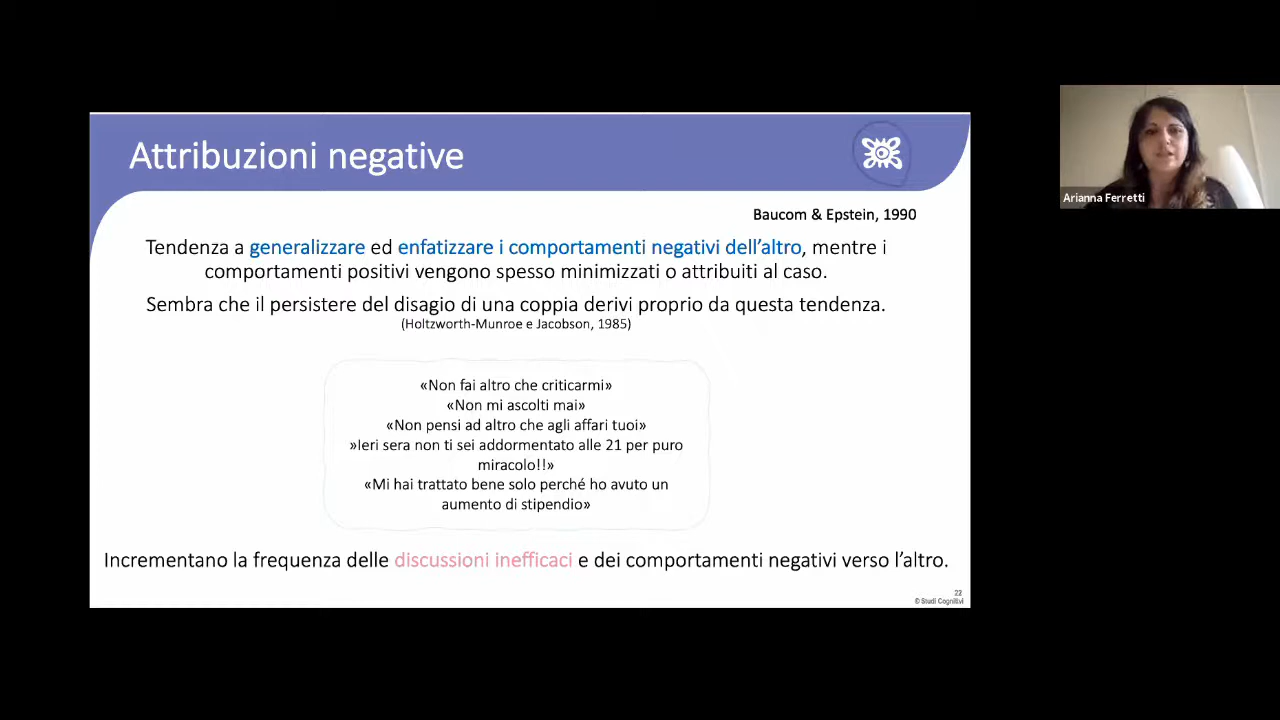 Attribuzioni negative
Baucom & Epstein, 1990
Tendenza a generalizzare ed enfatizzare i comportamenti negativi dell'altro, mentre i
comportamenti positivi vengono spesso minimizzati o attribuiti al caso.
Sembra che il persistere del disagio di una coppia derivi proprio da questa tendenza.
(Holtzworth-Munroe e Jacobson, 1985)
«Non fai altro che criticarmi»
«Non mi ascolti mai»
«Non pensi ad altro che agli affari tuoi»
»Ieri sera non ti sei addormentato alle 21 per puro
miracolo!!»
«Mi hai trattato bene solo perché ho avuto un
aumento di stipendio»
Incrementano la frequenza delle discussioni inefficaci e dei comportamenti negativi verso l'altro.
22
© Studi Cognitivi
Arianna Ferretti